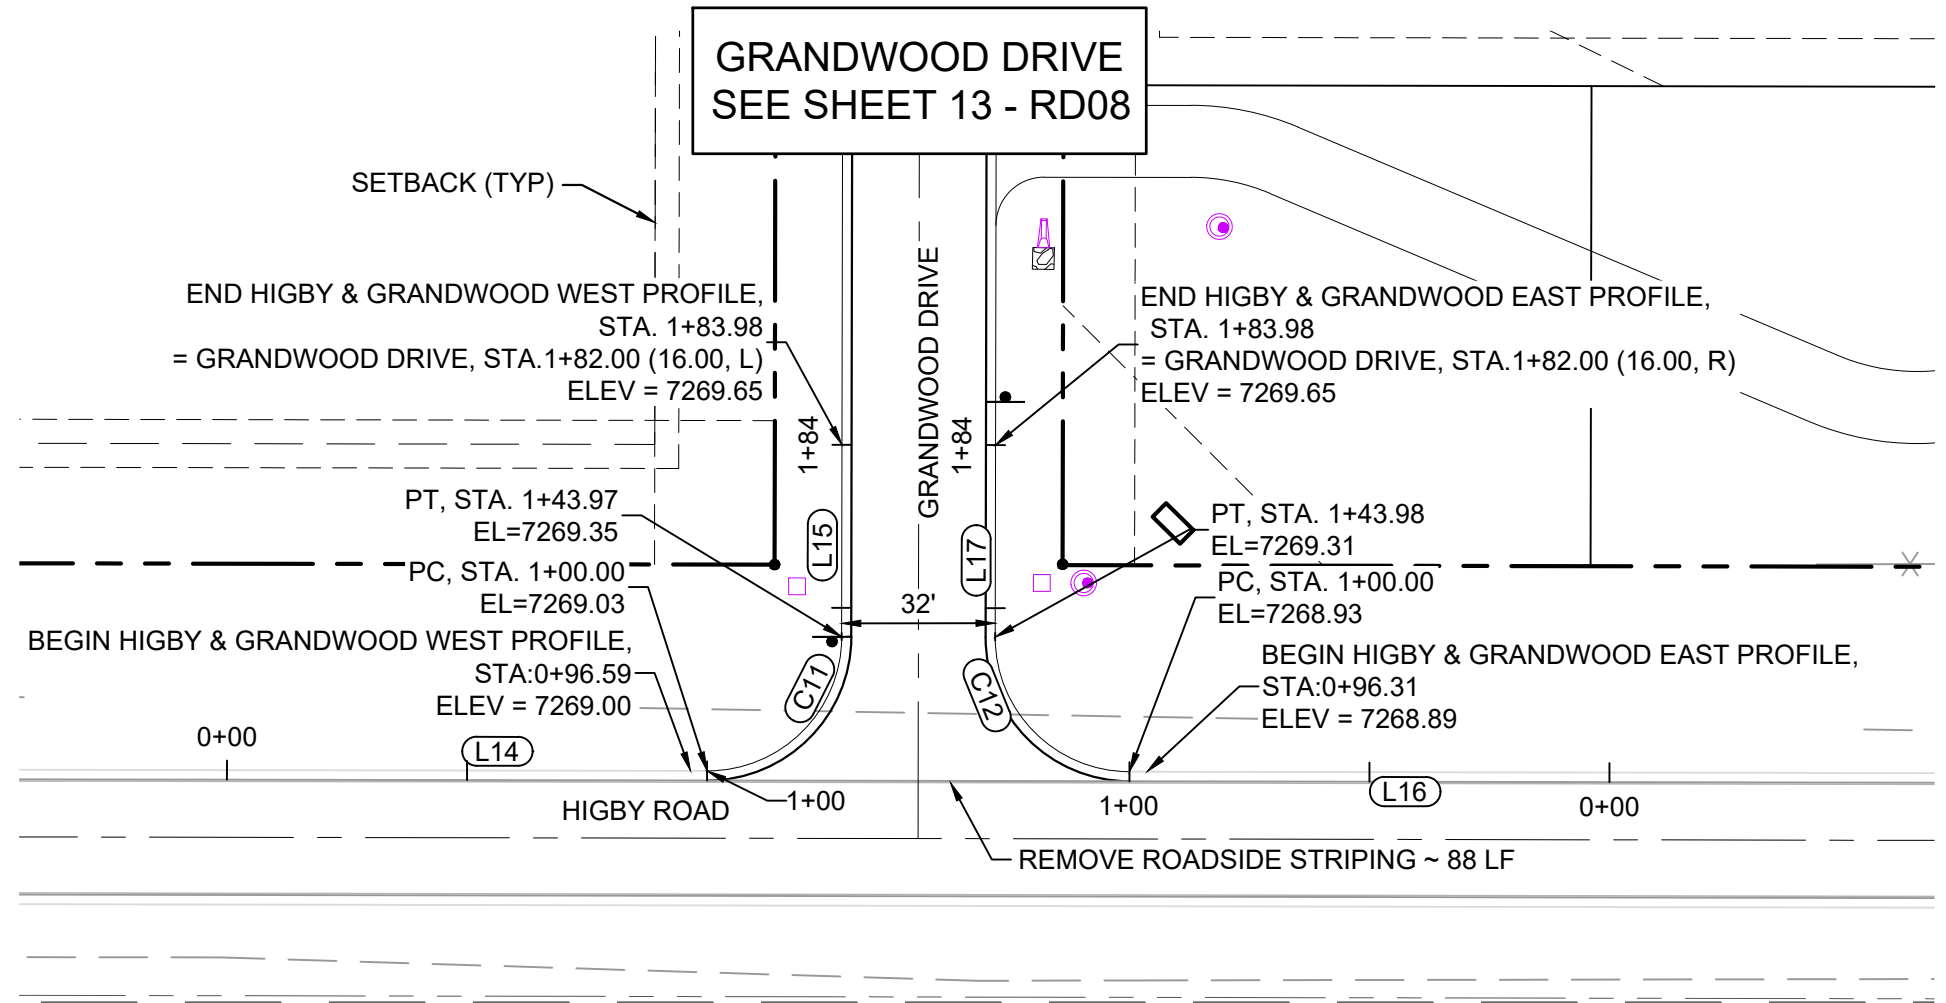 GRANDWOOD DRIVE
SEE SHEET 13 - RD08
SETBACK (TYP)
END HIGBY & GRANDWOOD WEST PROFILE,
STA. 1+83.98
= GRANDWOOD DRIVE, STA.1+82.00 (16.00, L)
ELEV = 7269.65
GRANDWOOD DRIVE
END HIGBY & GRANDWOOD EAST PROFILE,
STA. 1+83.98
= GRANDWOOD DRIVE, STA.1+82.00 (16.00, R)
ELEV = 7269.65
1+84
1+84
PT, STA. 1+43.97
EL=7269.35
L15
L17
PT, STA. 1+43.98
EL=7269.31
PC, STA. 1+00.00
EL=7269.03
32'
PC, STA. 1+00.00
EL=7268.93
BEGIN HIGBY & GRANDWOOD WEST PROFILE,
STA:0+96.59
ELEV = 7269.00
C11
C12
BEGIN HIGBY & GRANDWOOD EAST PROFILE,
STA:0+96.31
ELEV = 7268.89
0+00
L14
HIGBY ROAD
1+00
1+00
L16
0+00
REMOVE ROADSIDE STRIPING ~ 88 LF